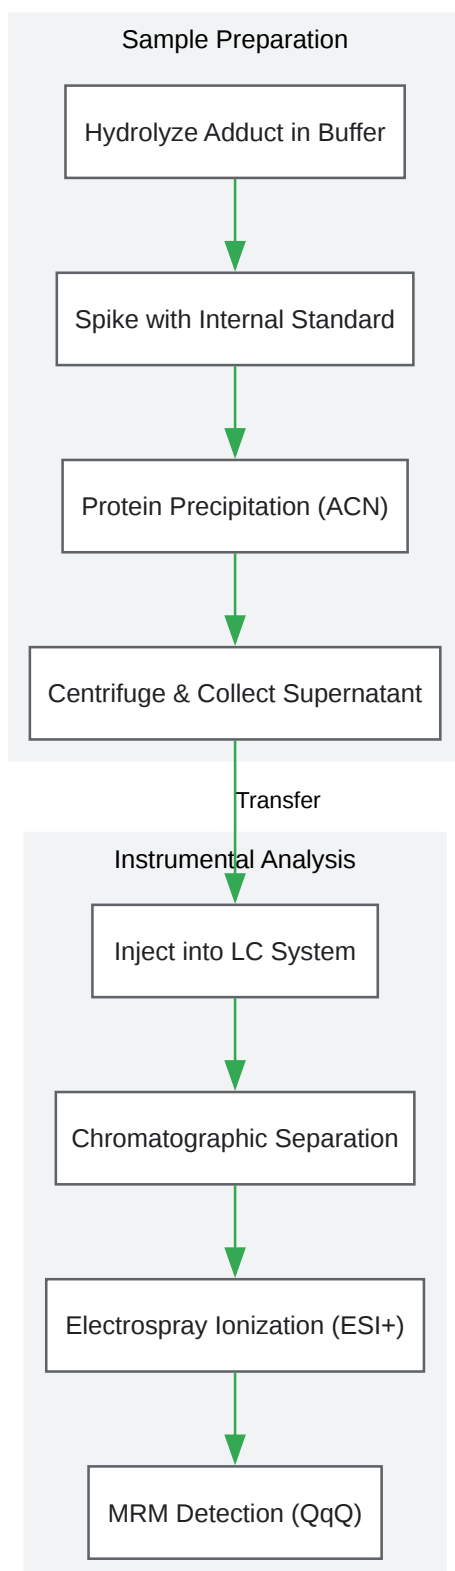 Sample Preparation
Hydrolyze Adduct in Buffer
Spike with Internal Standard
Protein Precipitation (ACN)
Centrifuge & Collect Supernatant
Transfer
Instrumental Analysis
Inject into LC System
Chromatographic Separation
Electrospray Ionization (ESI+)
MRM Detection (QqQ)